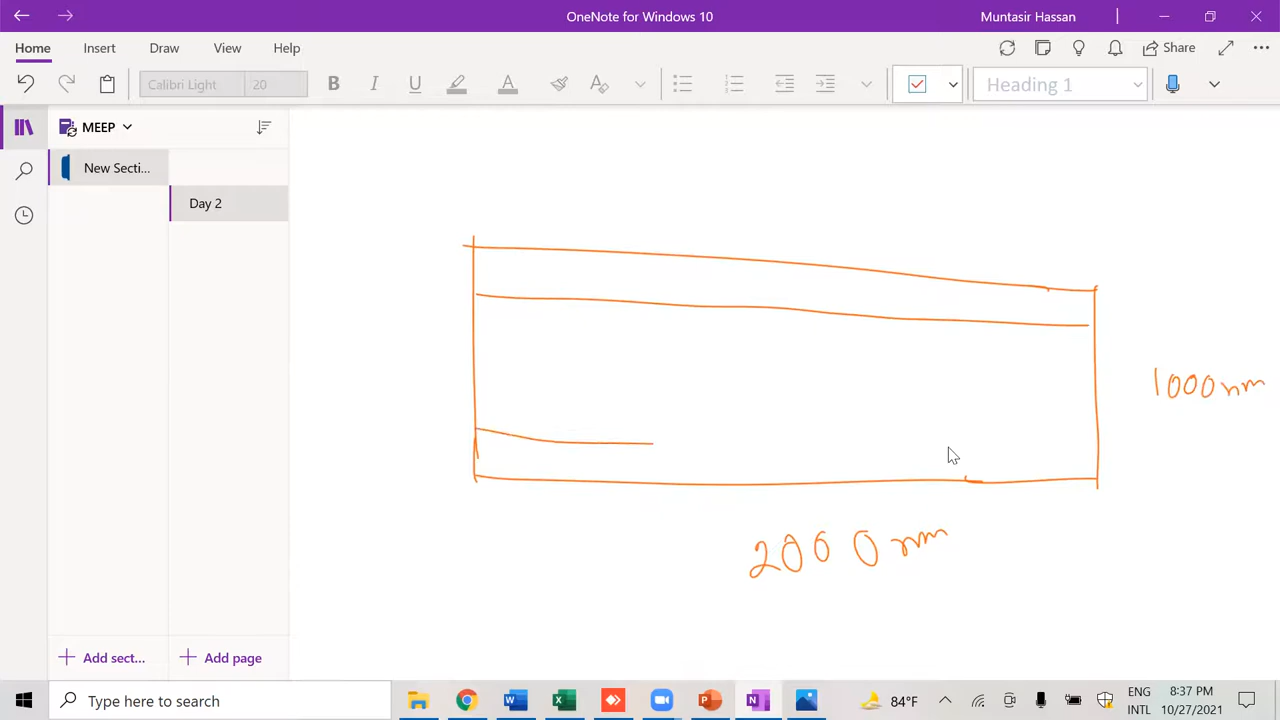 OneNote for Windows 10
Muntasir Hassan
Home Insert Draw View Help
Share
Calibri Light 20
B I U A
Heading 1
MEEP
New Secti...
Day 2
1000nm
2000 nm
Add sect...
Add page
Type here to search
84°F
ENG
INTL
8:37 PM
10/27/2021